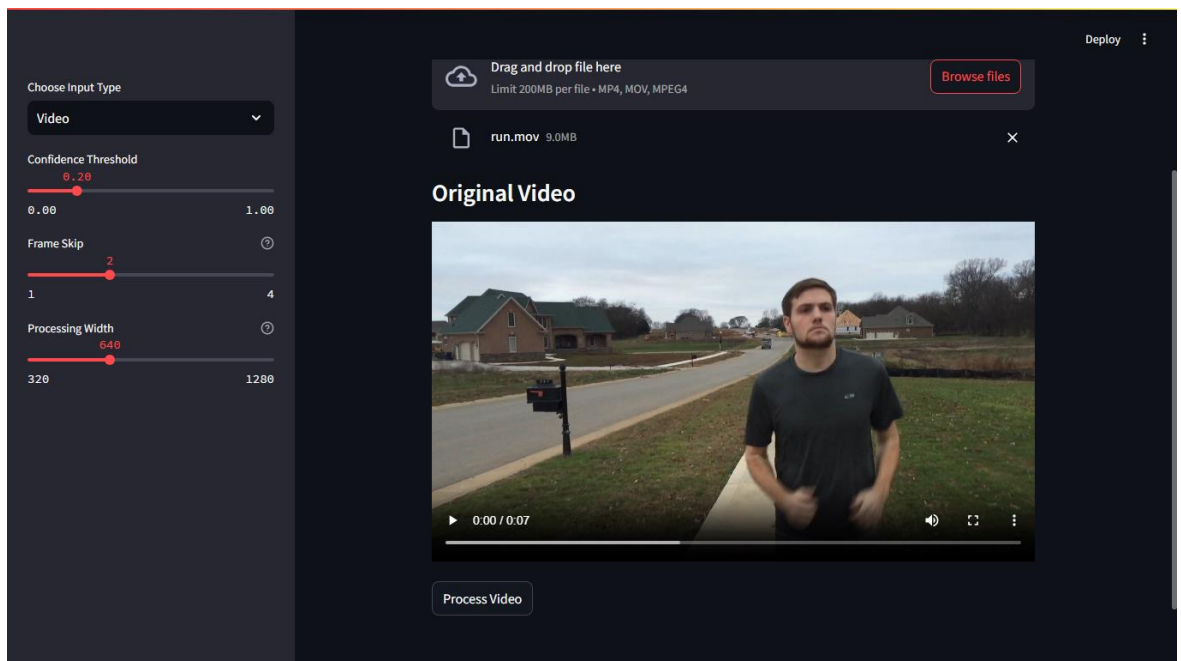 Deploy
Choose Input Type
Video
Confidence Threshold
0.20
0.00 1.00
Frame Skip
2
1 4
Processing Width
640
320 1280
Drag and drop file here
Limit 200MB per file • MP4, MOV, MPEG4
Browse files
run.mov 9.0MB
Original Video
0:00 / 0:07
Process Video